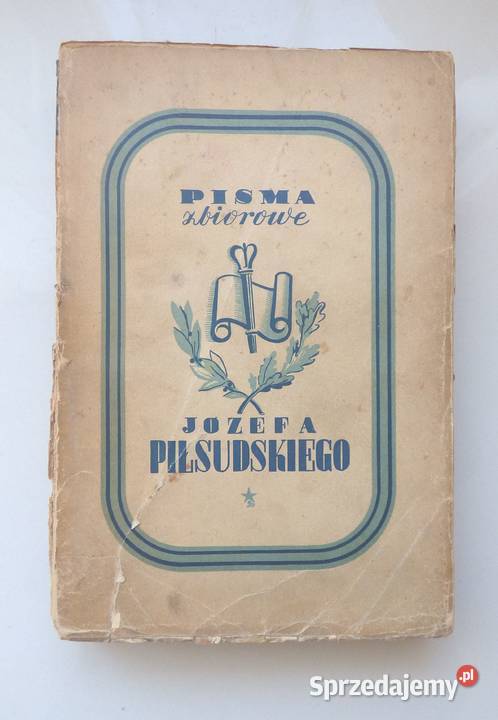 PISMA
zbiorowe
JÓZEFA
PIŁSUDSKIEGO
Sprzedajemy.pl